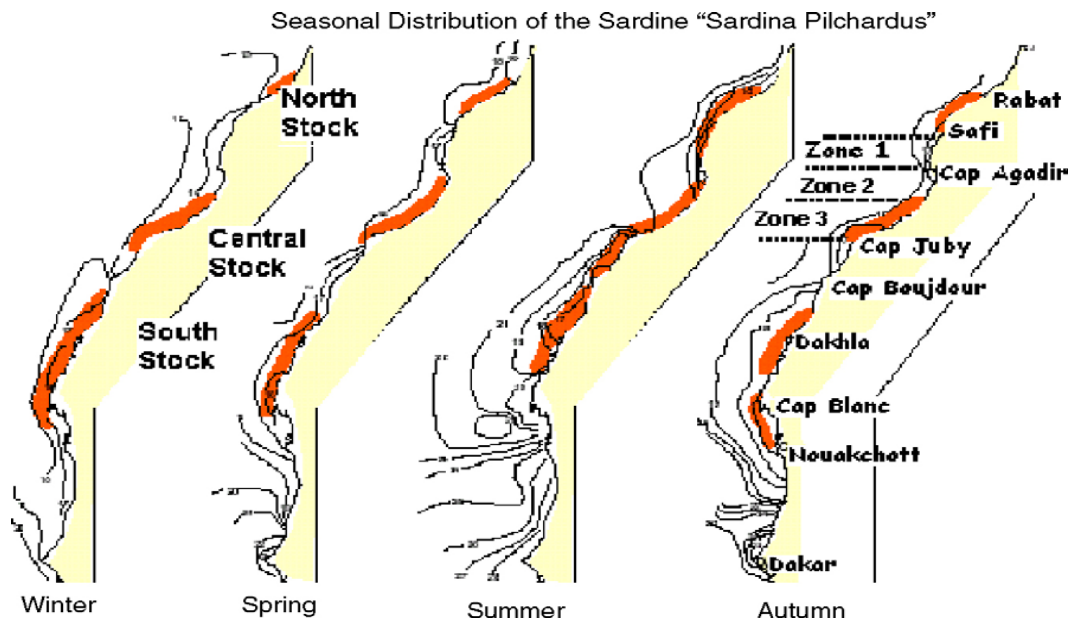 Seasonal Distribution of the Sardine “Sardina Pilchardus”
North
Stock
Central
Stock
South
Stock
Rabat
Safi
Zone 1
Cap Agadir
Zone 2
Zone 3
Cap Juby
Cap Boujdour
Dakhla
Cap Blanc
Nouakchott
Dakar
Winter
Spring
Summer
Autumn